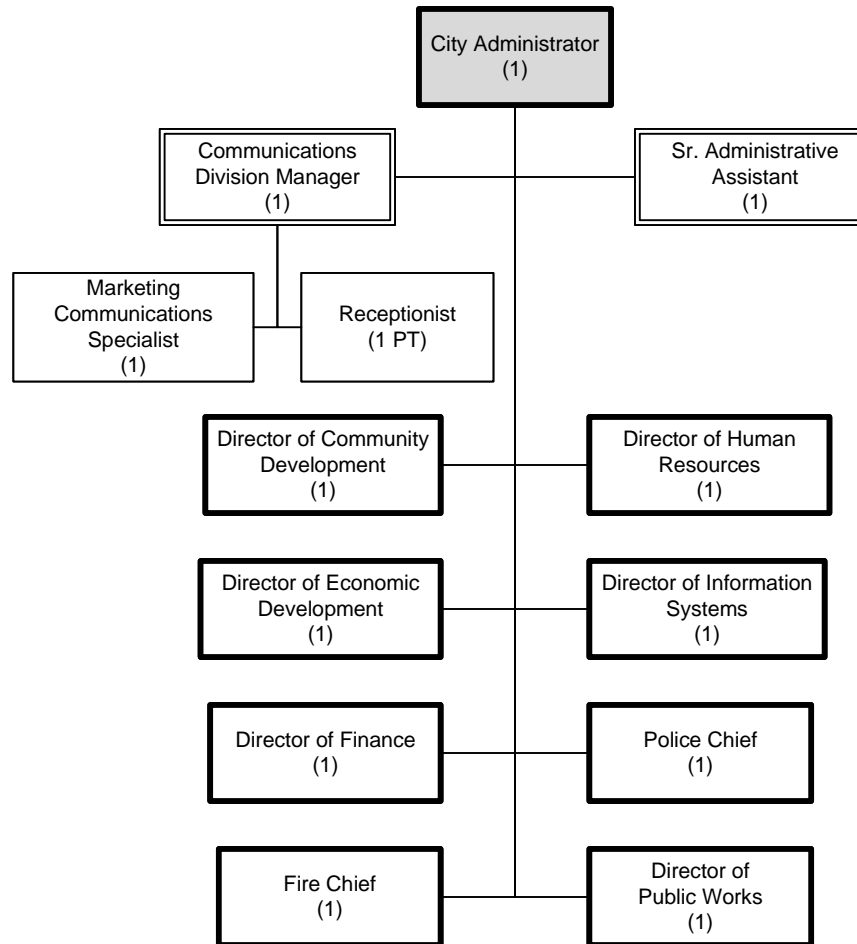 City Administrator
(1)
Communications
Division Manager
(1)
Sr. Administrative
Assistant
(1)
Marketing
Communications
Specialist
(1)
Receptionist
(1 PT)
Director of Community
Development
(1)
Director of Human
Resources
(1)
Director of Economic
Development
(1)
Director of Information
Systems
(1)
Director of Finance
(1)
Police Chief
(1)
Fire Chief
(1)
Director of
Public Works
(1)